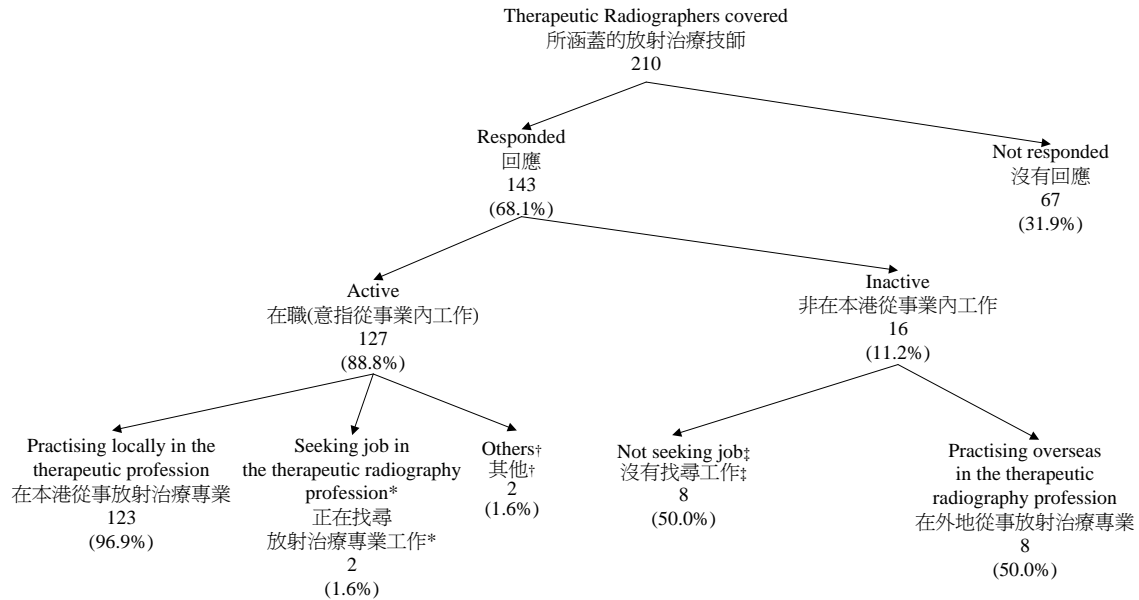 Therapeutic Radiographers covered
所涵蓋的放射治療技師
210
Responded
回應
143
(68.1%)
Not responded
沒有回應
67
(31.9%)
Active
在職(意指從事業內工作)
127
(88.8%)
Inactive
非在本港從事業內工作
16
(11.2%)
Practising locally in the
therapeutic profession
在本港從事放射治療專業
123
(96.9%)
Seeking job in
the therapeutic radiography
profession*
正在找尋
放射治療專業工作*
2
(1.6%)
Others†
其他†
2
(1.6%)
Not seeking job‡
沒有找尋工作‡
8
(50.0%)
Practising overseas
in the therapeutic
radiography profession
在外地從事放射治療專業
8
(50.0%)